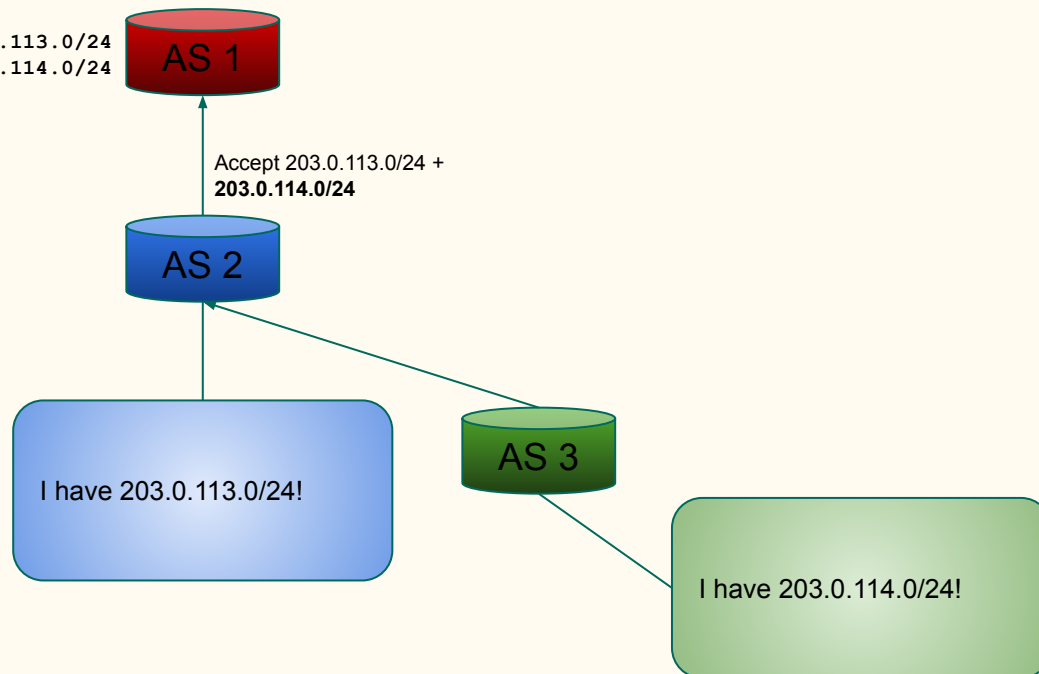 .113.0/24
.114.0/24
AS 1
Accept 203.0.113.0/24 +
203.0.114.0/24
AS 2
I have 203.0.113.0/24!
AS 3
I have 203.0.114.0/24!